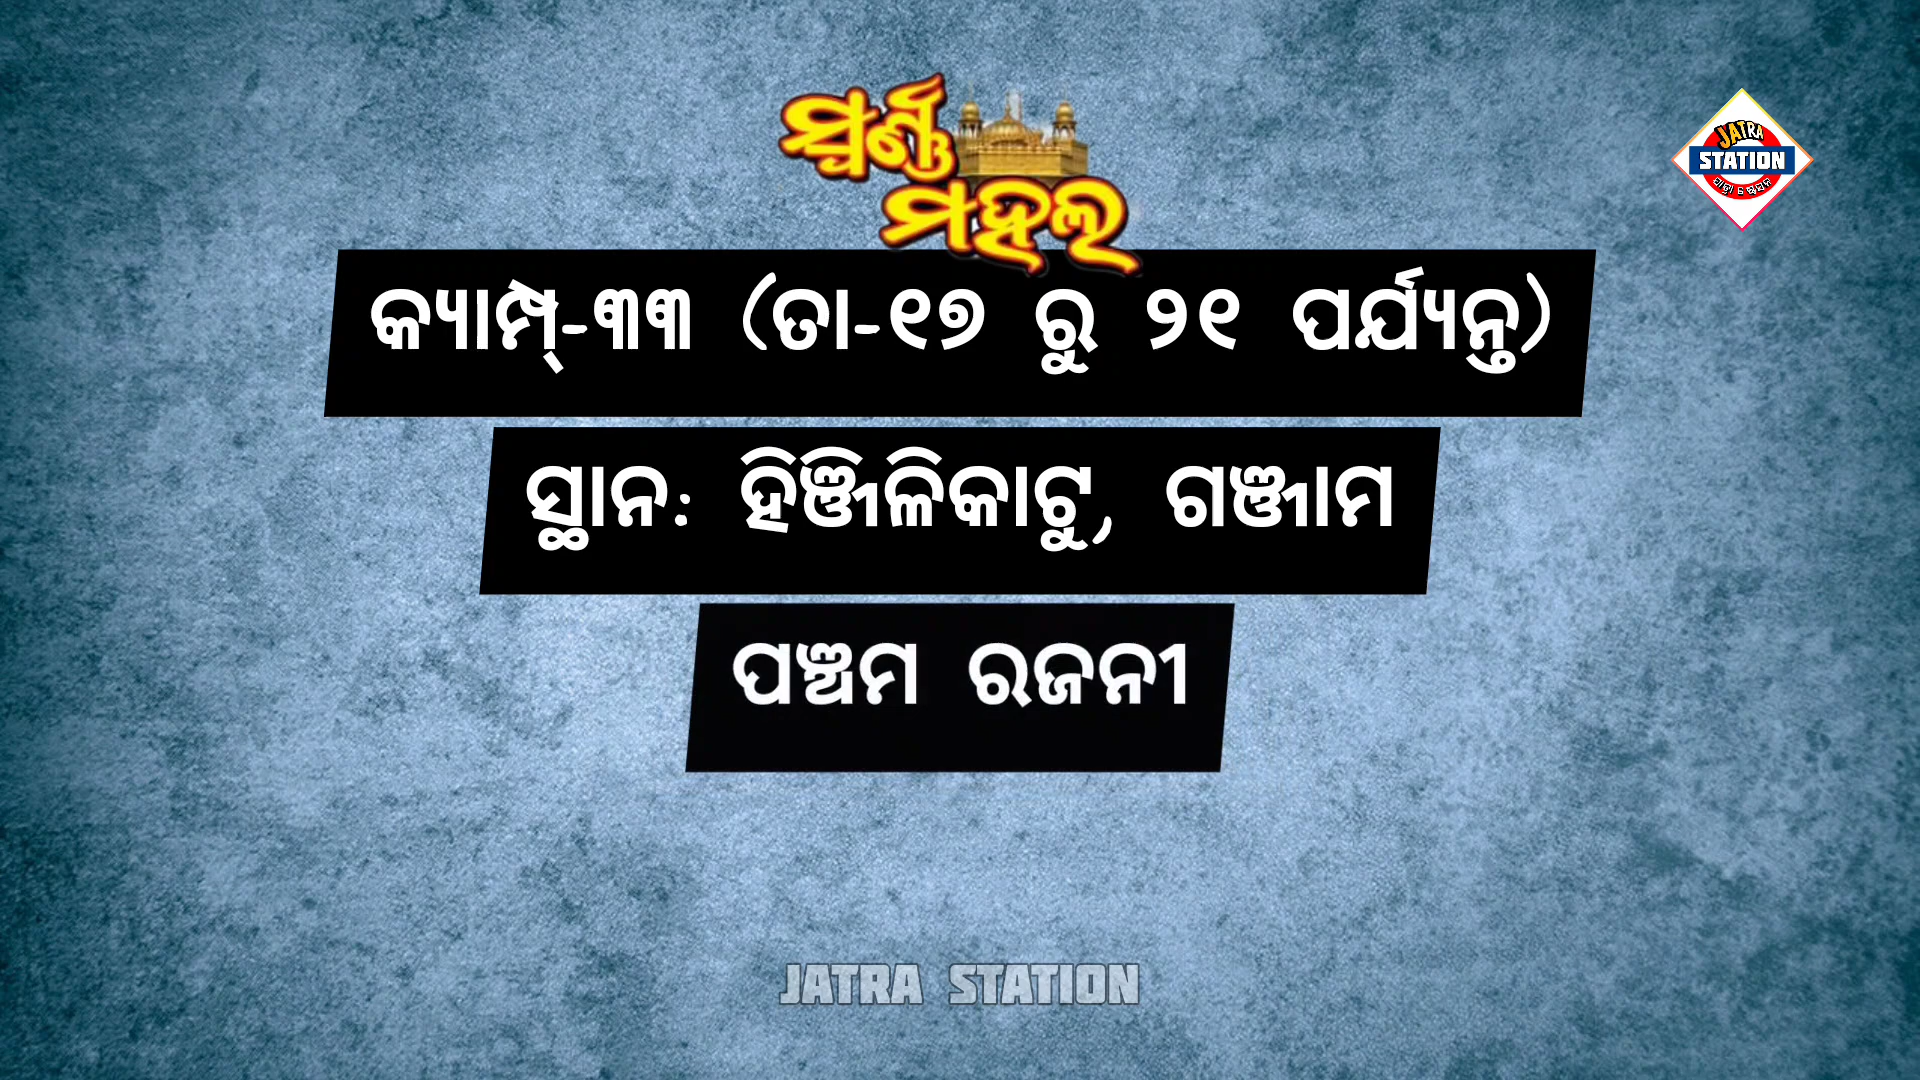 ସ୍ୱର୍ଣ୍ଣ
ମହଲ
JATRA
STATION
କ୍ୟାମ୍ପ୍-୩୩ (ତା-୧୭ ରୁ ୨୧ ପର୍ଯ୍ୟନ୍ତ)
ସ୍ଥାନ: ହିଞ୍ଜିଳିକାଟୁ, ଗଞ୍ଜାମ
ପଞ୍ଚମ ରଜନୀ
JATRA STATION